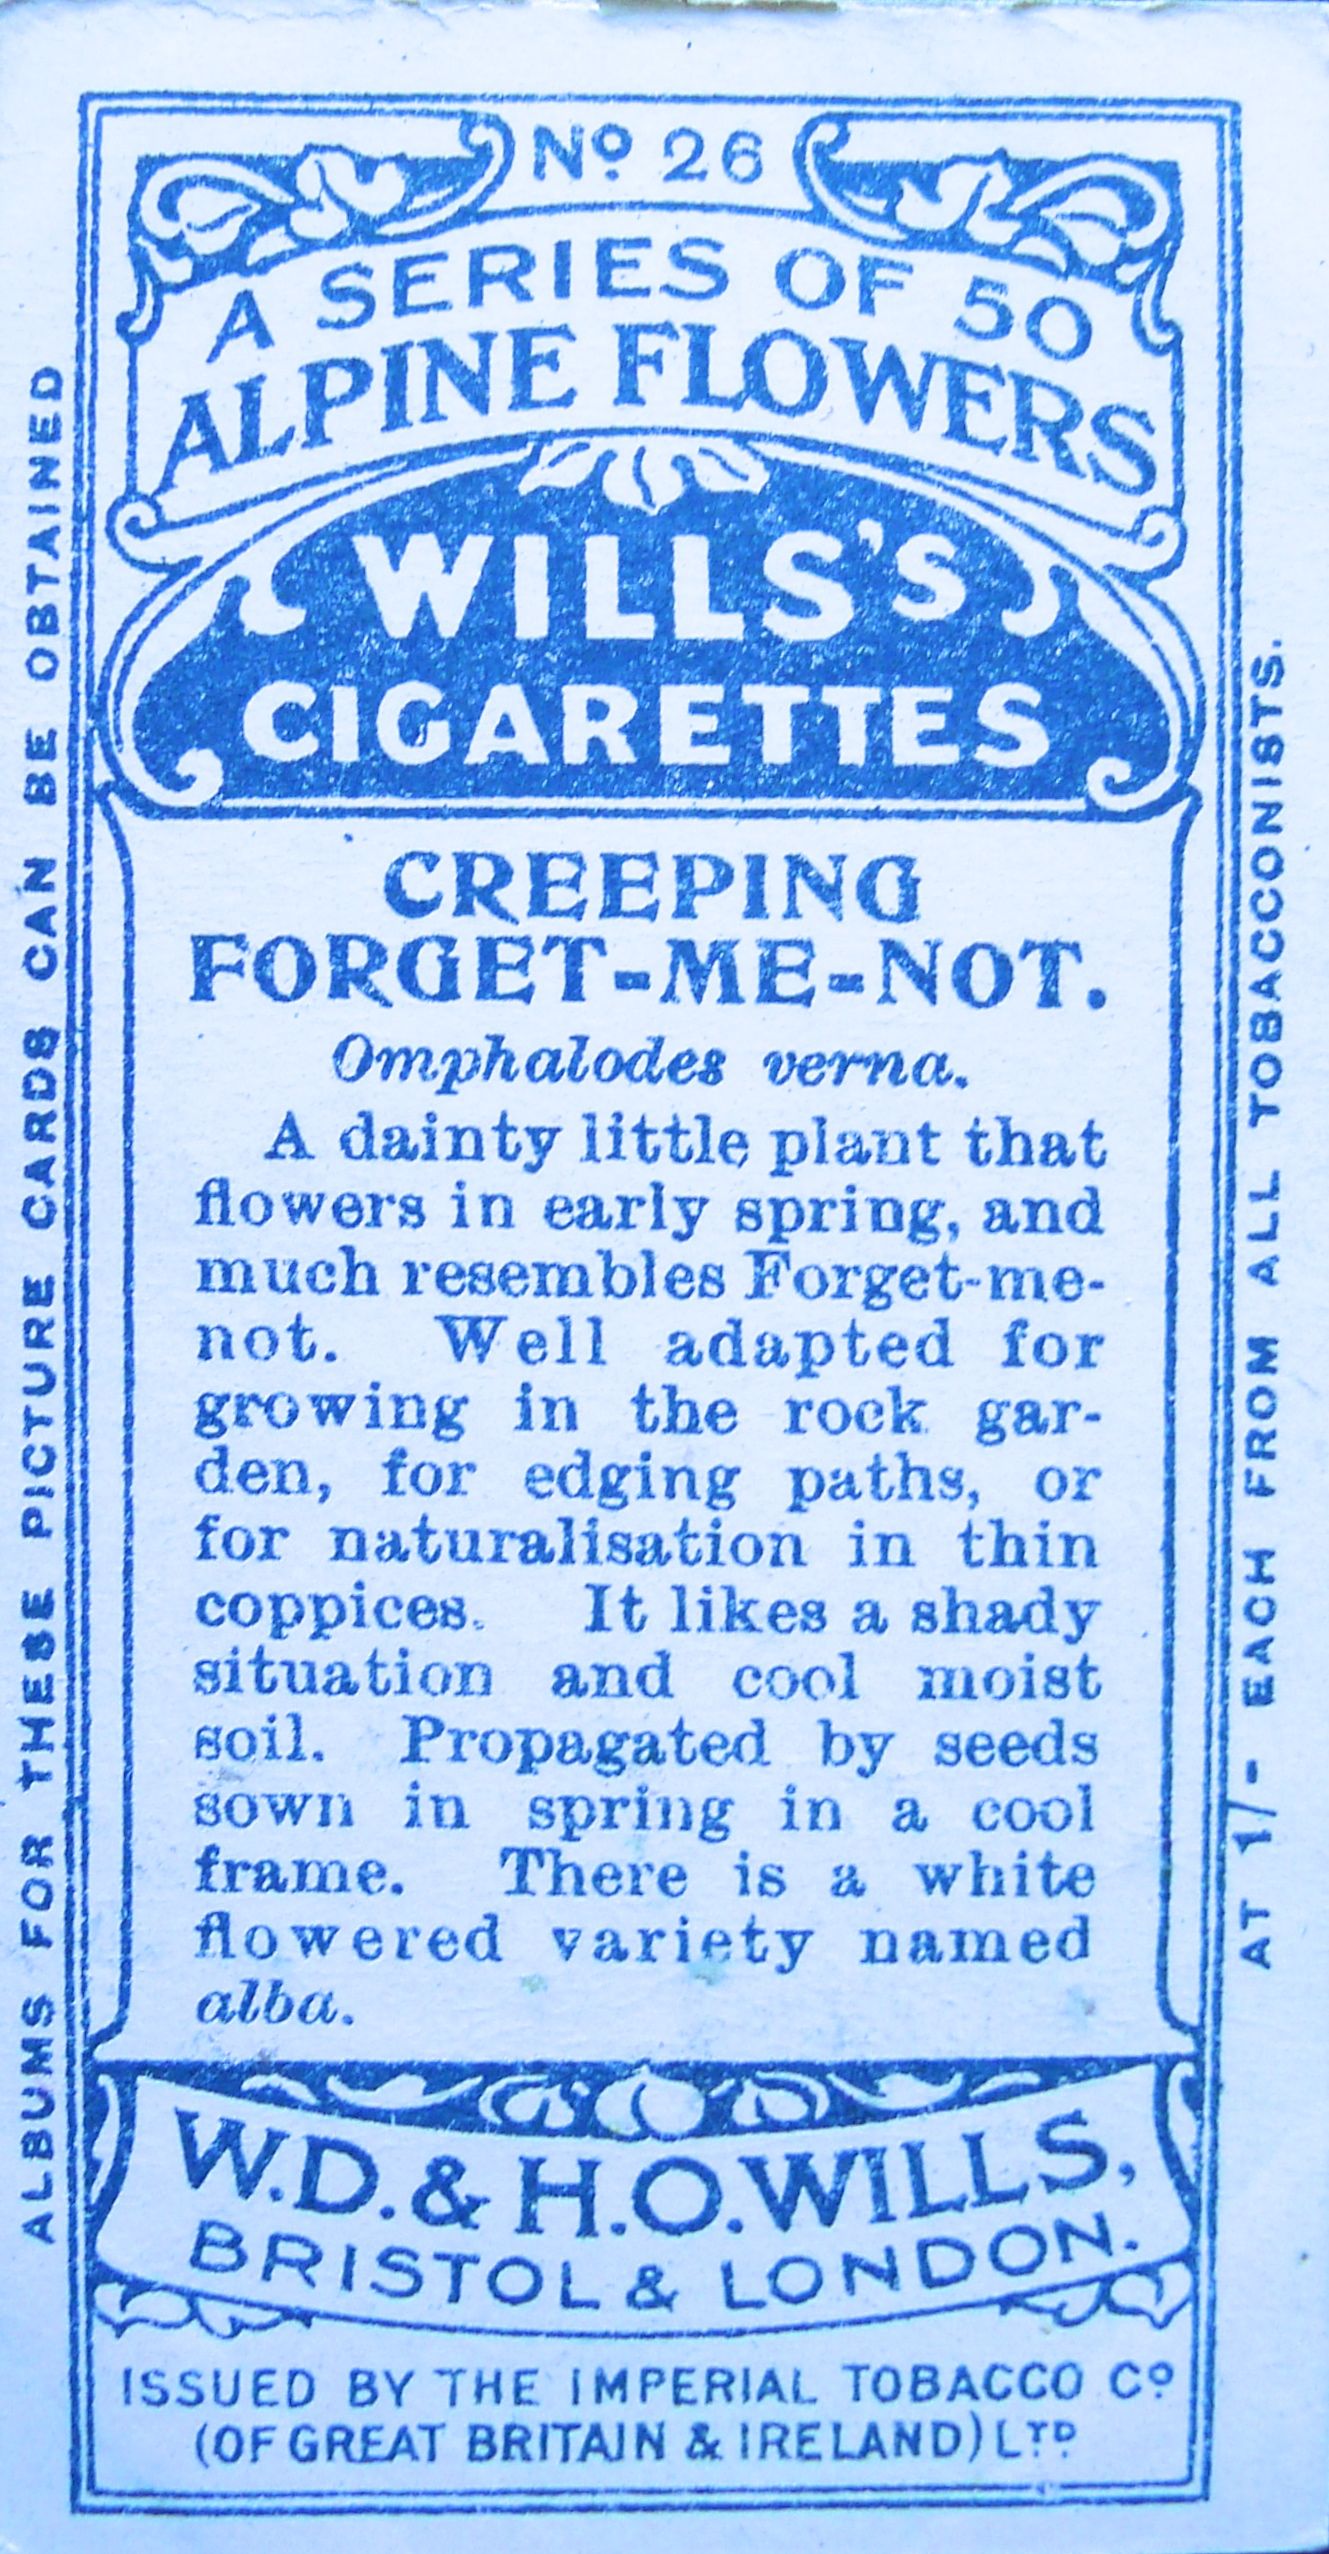 No. 26
A SERIES OF 50
ALPINE FLOWERS
WILLS'S
CIGARETTES
CREEPING
FORGET-ME-NOT.
Omphalodes verna.
A dainty little plant that
flowers in early spring, and
much resembles Forget-me-
not. Well adapted for
growing in the rock gar-
den, for edging paths, or
for naturalisation in thin
coppices. It likes a shady
situation and cool moist
soil. Propagated by seeds
sown in spring in a cool
frame. There is a white
flowered variety named
alba.
W.D. & H.O. WILLS,
BRISTOL & LONDON.
ISSUED BY THE IMPERIAL TOBACCO CO.
(OF GREAT BRITAIN & IRELAND) LTD.
ALBUMS FOR THESE PICTURE CARDS CAN BE OBTAINED
AT 1/- EACH FROM ALL TOBACCONISTS.